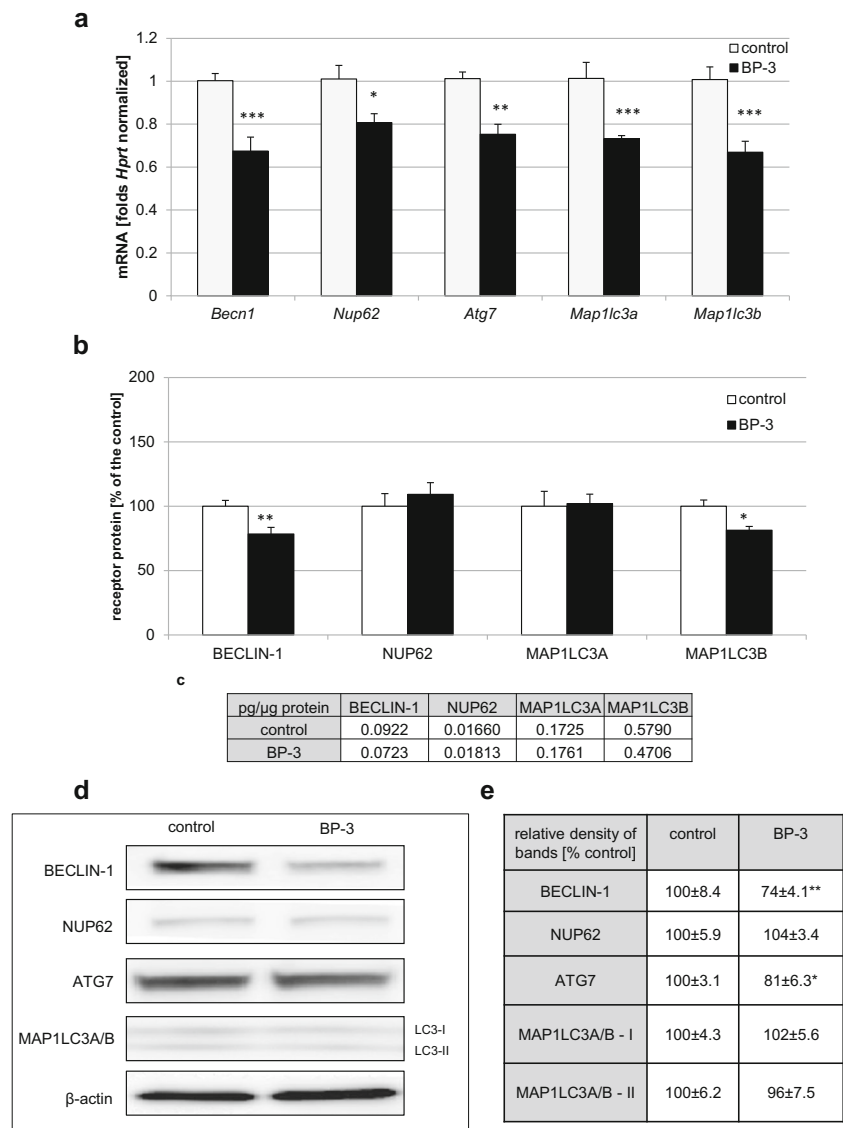 a
1.2
1
0.8
0.6
0.4
0.2
0
mRNA [folds Hprt normalized]
control
BP-3
***
*
**
***
***
Becn1
Nup62
Atg7
Map1lc3a
Map1lc3b
b
200
150
100
50
0
receptor protein [% of the control]
control
BP-3
**
*
BECLIN-1
NUP62
MAP1LC3A
MAP1LC3B
c
pg/µg protein BECLIN-1 NUP62 MAP1LC3A MAP1LC3B
control 0.0922 0.01660 0.1725 0.5790
BP-3 0.0723 0.01813 0.1761 0.4706
d
control BP-3
BECLIN-1
NUP62
ATG7
MAP1LC3A/B
LC3-I
LC3-II
β-actin
e
relative density of
bands [% control]
control
BP-3
BECLIN-1 100±8.4 74±4.1**
NUP62 100±5.9 104±3.4
ATG7 100±3.1 81±6.3*
MAP1LC3A/B - I 100±4.3 102±5.6
MAP1LC3A/B - II 100±6.2 96±7.5